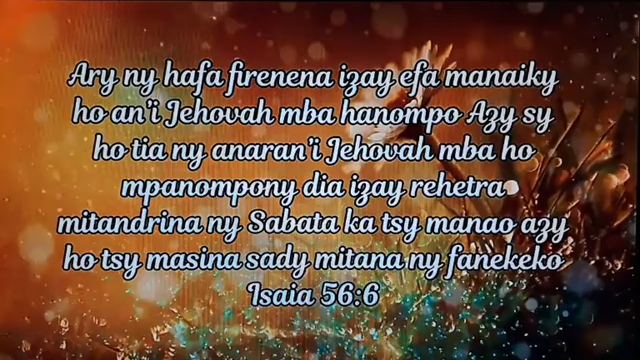 Ary ny hafa firenena izay efa manaiky
ho an'i Jehovah mba hanompo Azy sy
ho tia ny anaran'i Jehovah mba ho
mpanompony dia izay rehetra
mitandrina ny Sabata ka tsy manao azy
ho tsy masina sady mitana ny fanekeko
Isaia 56:6